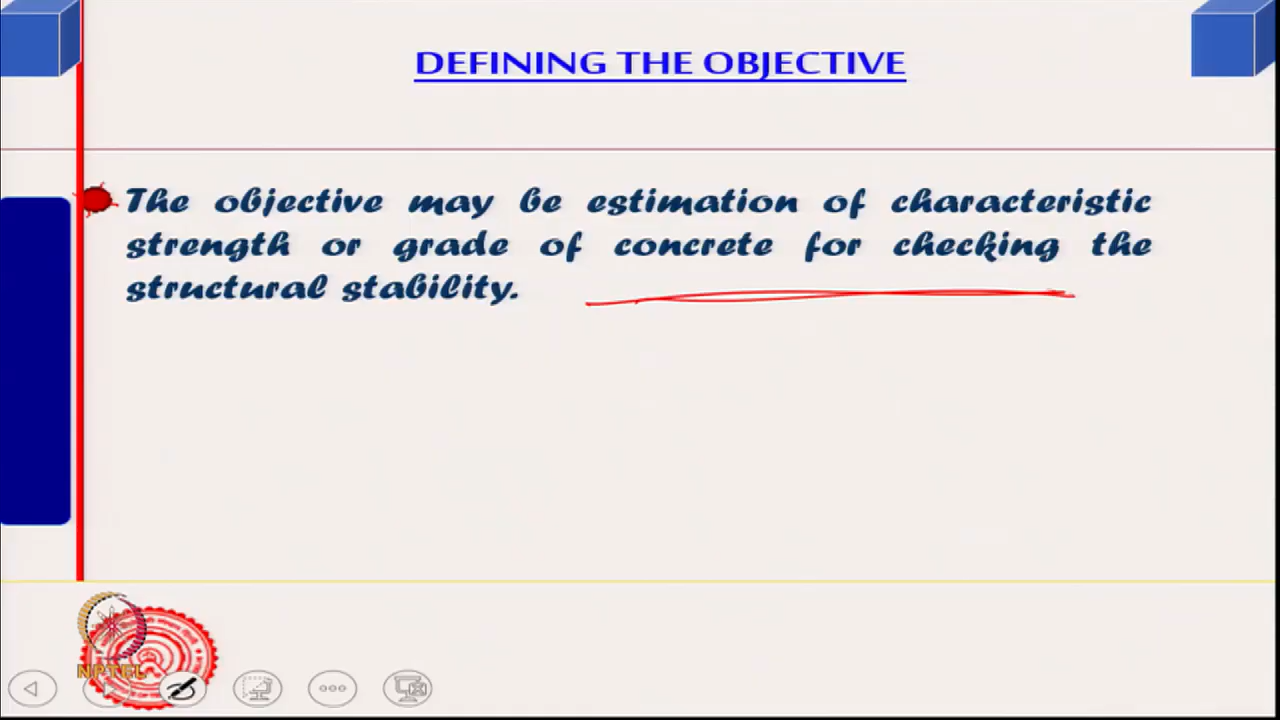 DEFINING THE OBJECTIVE
The objective may be estimation of characteristic
strength or grade of concrete for checking the
structural stability.
NPTEL